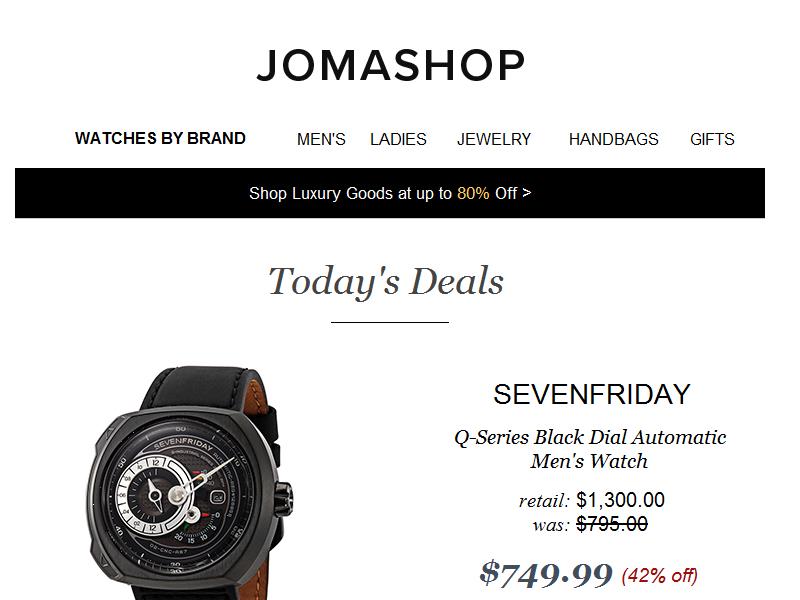 JOMASHOP
WATCHES BY BRAND MEN'S LADIES JEWELRY HANDBAGS GIFTS
Shop Luxury Goods at up to 80% Off >
Today's Deals
SEVENFRIDAY
Q-Series Black Dial Automatic
Men's Watch
retail: $1,300.00
was: $795.00
$749.99 (42% off)
SEVENFRIDAY